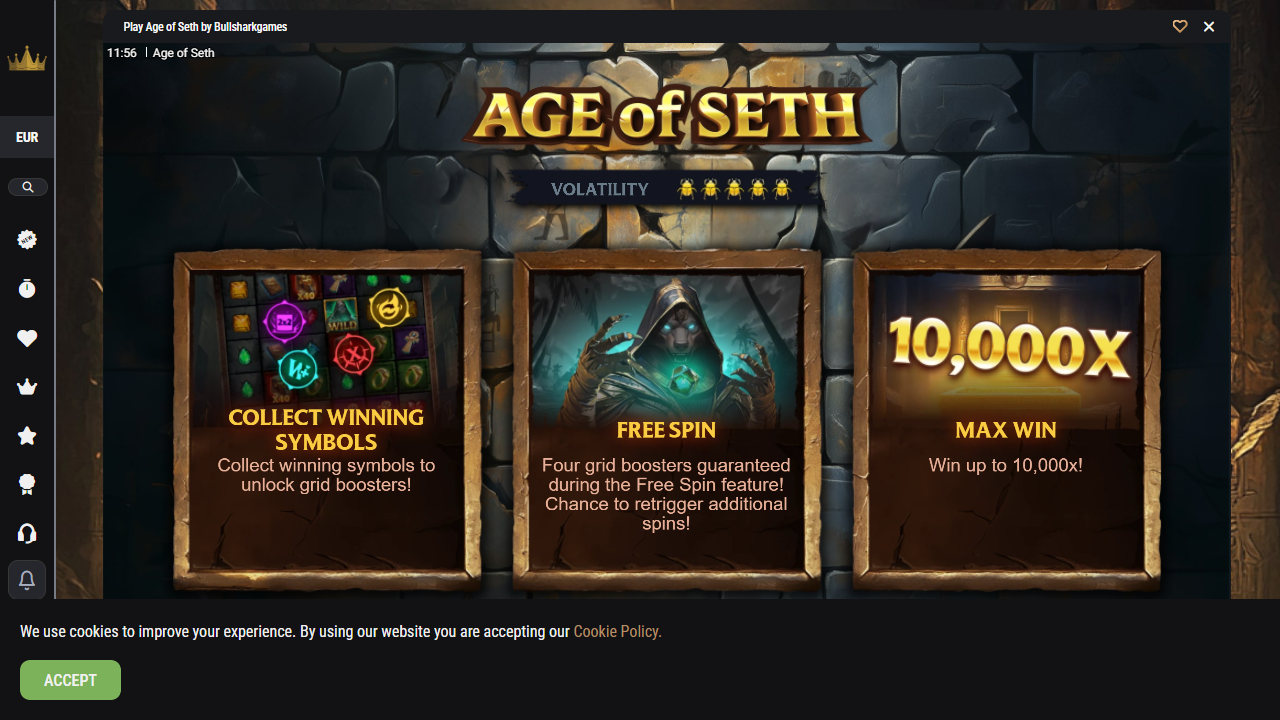 Play Age of Seth by Bullsharkgames
11:56 | Age of Seth
EUR
NEW
AGE of SETH
VOLATILITY
X40
2x2
WILD
X40
COLLECT WINNING
SYMBOLS
Collect winning symbols to
unlock grid boosters!
FREE SPIN
Four grid boosters guaranteed
during the Free Spin feature!
Chance to retrigger additional
spins!
10,000X
MAX WIN
Win up to 10,000x!
We use cookies to improve your experience. By using our website you are accepting our Cookie Policy.
ACCEPT